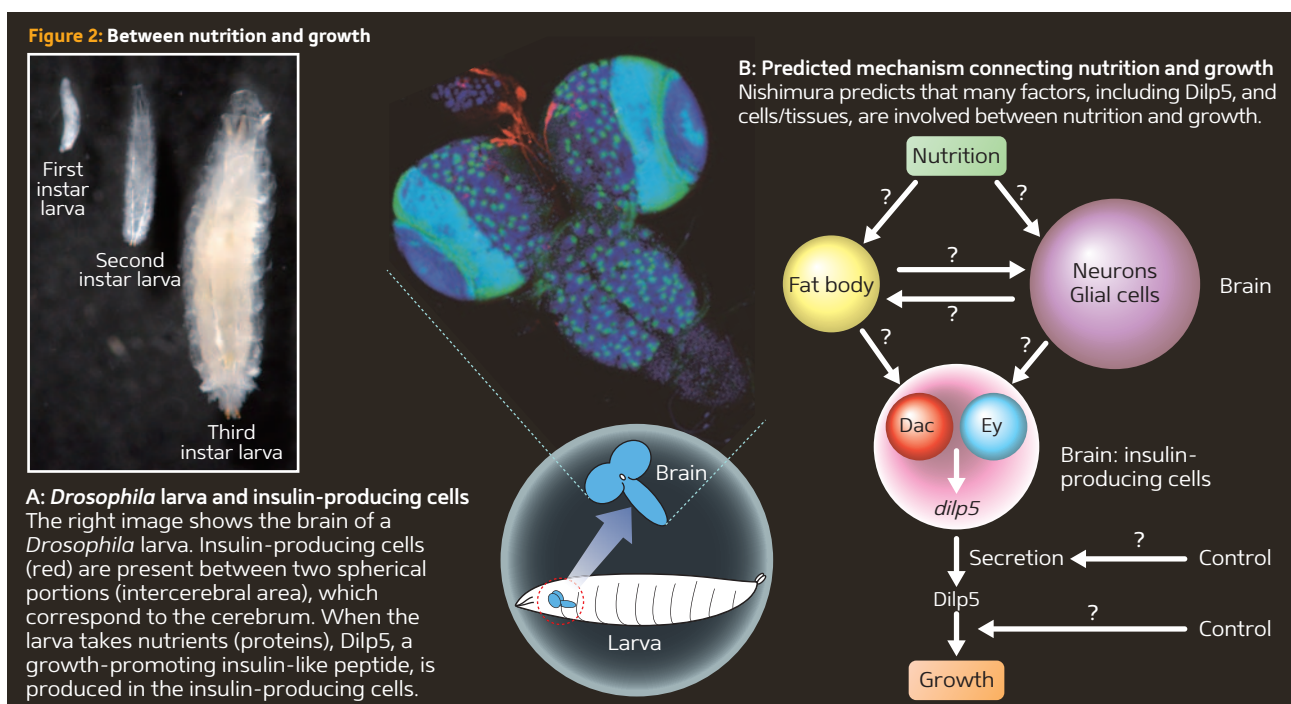 Figure 2: Between nutrition and growth
First
instar
larva
Second
instar larva
Third
instar larva
A: Drosophila larva and insulin-producing cells
The right image shows the brain of a
Drosophila larva. Insulin-producing cells
(red) are present between two spherical
portions (intercerebral area), which
correspond to the cerebrum. When the
larva takes nutrients (proteins), Dilp5, a
growth-promoting insulin-like peptide, is
produced in the insulin-producing cells.
Brain
Larva
B: Predicted mechanism connecting nutrition and growth
Nishimura predicts that many factors, including Dilp5, and
cells/tissues, are involved between nutrition and growth.
Nutrition
?
?
Fat body
?
?
Neurons
Glial cells
Brain
?
?
Dac
Ey
dilp5
Brain: insulin-
producing cells
Secretion
?
Control
Dilp5
?
Control
Growth